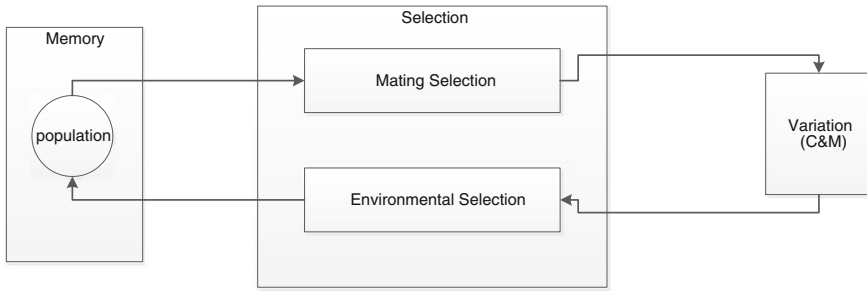 Memory
population
Selection
Mating Selection
Environmental Selection
Variation
(C&M)